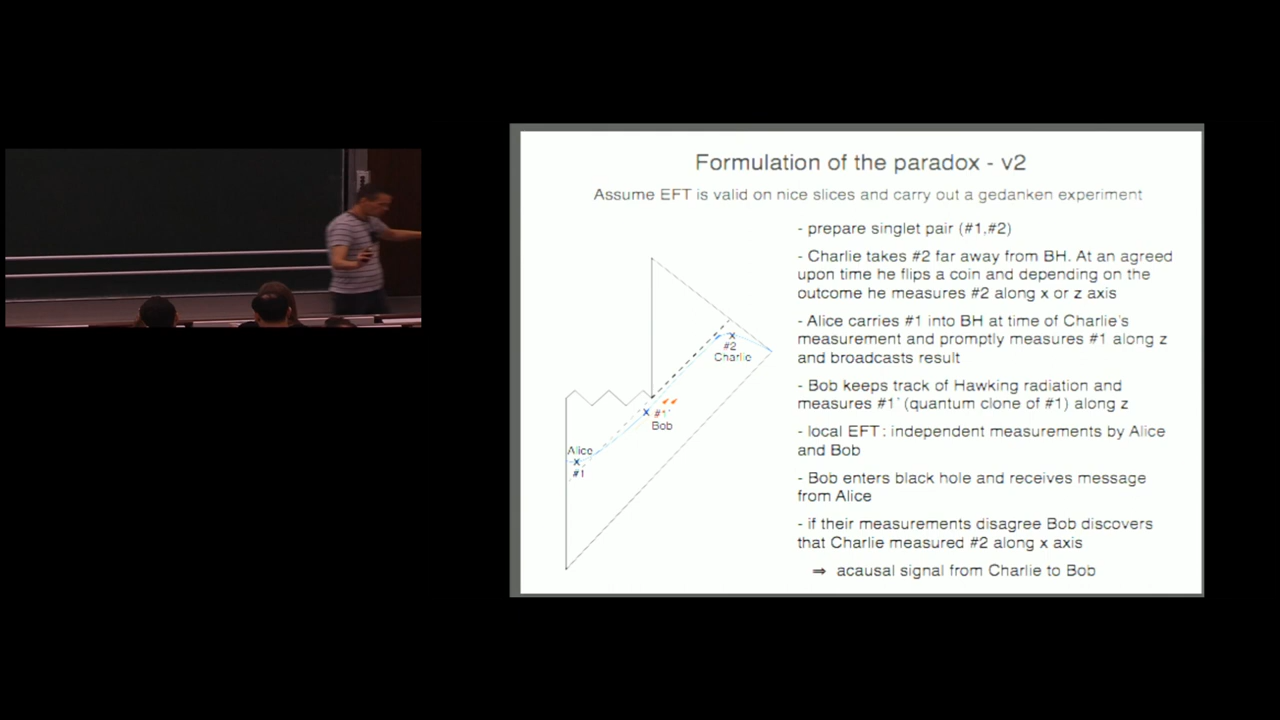 Formulation of the paradox - v2
Assume EFT is valid on nice slices and carry out a gedanken experiment
- prepare singlet pair (#1,#2)
- Charlie takes #2 far away from BH. At an agreed
upon time he flips a coin and depending on the
outcome he measures #2 along x or z axis
- Alice carries #1 into BH at time of Charlie's
measurement and promptly measures #1 along z
and broadcasts result
- Bob keeps track of Hawking radiation and
measures #1' (quantum clone of #1) along z
- local EFT: independent measurements by Alice
and Bob
- Bob enters black hole and receives message
from Alice
- if their measurements disagree Bob discovers
that Charlie measured #2 along x axis
⇒ acausal signal from Charlie to Bob
x
#2
Charlie
x #1'
Bob
Alice
x
#1